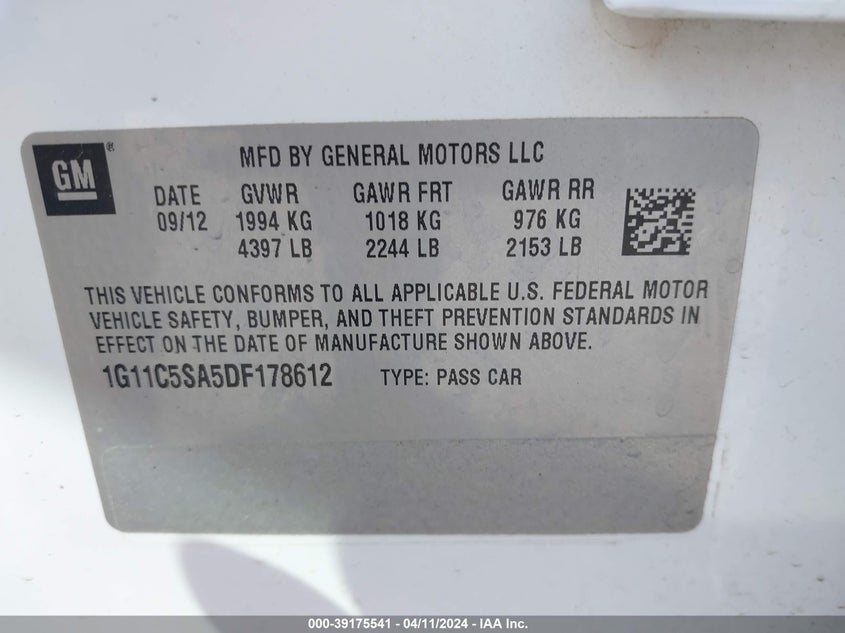 GM®
MFD BY GENERAL MOTORS LLC
DATE GVWR GAWR FRT GAWR RR
09/12 1994 KG 1018 KG 976 KG
4397 LB 2244 LB 2153 LB
THIS VEHICLE CONFORMS TO ALL APPLICABLE U.S. FEDERAL MOTOR
VEHICLE SAFETY, BUMPER, AND THEFT PREVENTION STANDARDS IN
EFFECT ON THE DATE OF MANUFACTURE SHOWN ABOVE.
1G11C5SA5DF178612 TYPE: PASS CAR
000-39175541 - 04/11/2024 - IAA Inc.